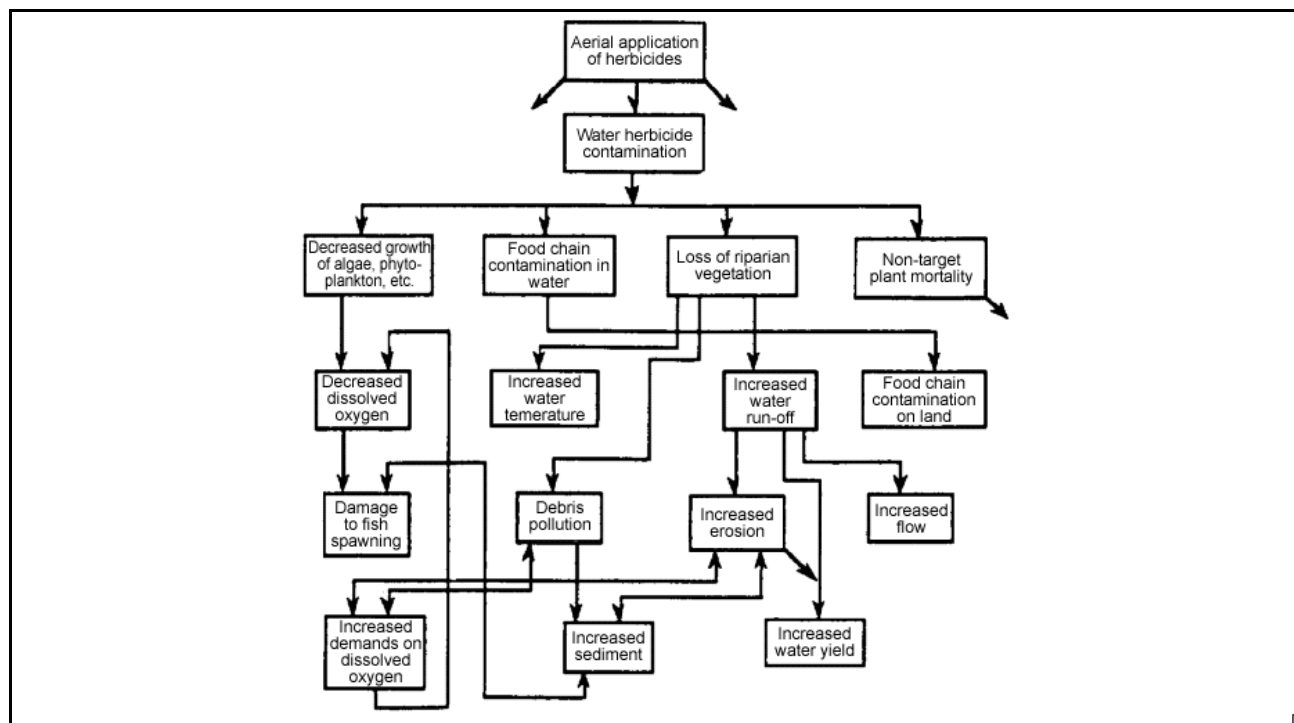 Aerial application
of herbicides
Water herbicide
contamination
Decreased growth
of algae, phyto-
plankton, etc.
Food chain
contamination in
water
Loss of riparian
vegetation
Non-target
plant mortality
Decreased
dissolved
oxygen
Increased
water
temerature
Increased
water
run-off
Food chain
contamination
on land
Damage
to fish
spawning
Debris
pollution
Increased
erosion
Increased
flow
Increased
demands on
dissolved
oxygen
Increased
sediment
Increased
water yield